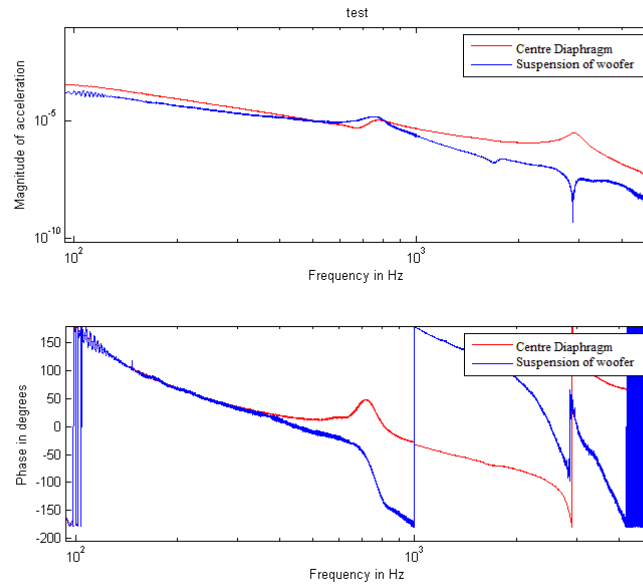 test
Centre Diaphragm
Suspension of woofer
Magnitude of acceleration
10^-5
10^-10
10^2
10^3
Frequency in Hz
Centre Diaphragm
Suspension of woofer
Phase in degrees
150
100
50
0
-50
-100
-150
-200
10^2
10^3
Frequency in Hz